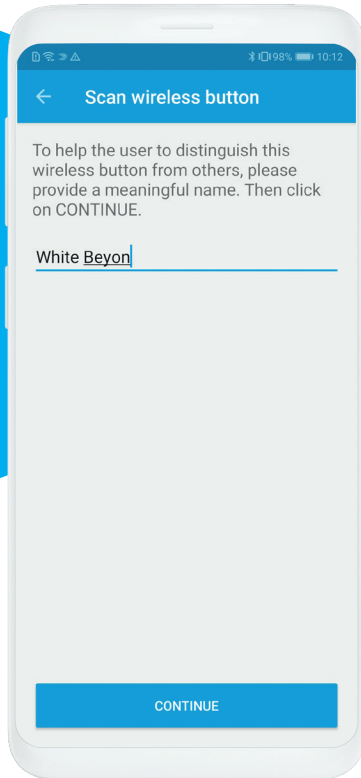 98% 10:12
Scan wireless button
To help the user to distinguish this
wireless button from others, please
provide a meaningful name. Then click
on CONTINUE.
White Beyon
CONTINUE